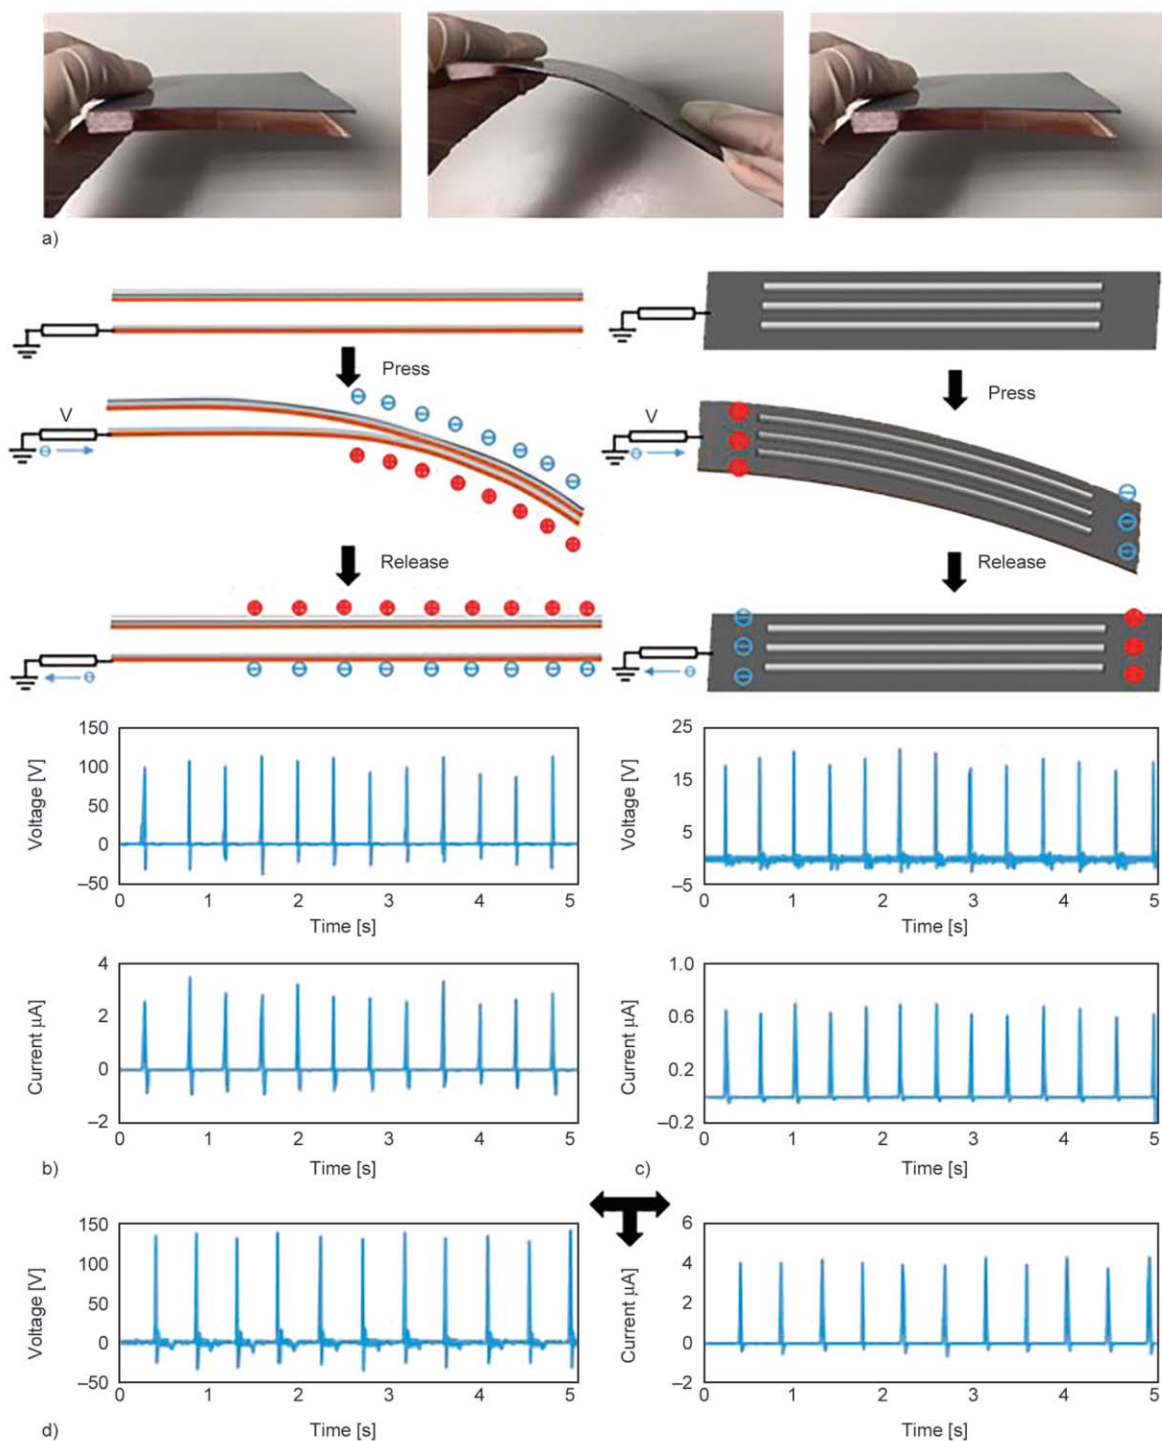 a)
Press
Press
V
V
Release
Release
150
100
50
0
–50
Voltage [V]
0 1 2 3 4 5
Time [s]
25
15
5
–5
Voltage [V]
0 1 2 3 4 5
Time [s]
4
2
0
–2
Current µA]
0 1 2 3 4 5
b)
Time [s]
1.0
0.6
0.2
–0.2
Current µA]
0 1 2 3 4 5
c)
Time [s]
150
100
50
0
–50
Voltage [V]
0 1 2 3 4 5
d)
Time [s]
6
4
2
0
–2
Current µA]
0 1 2 3 4 5
Time [s]